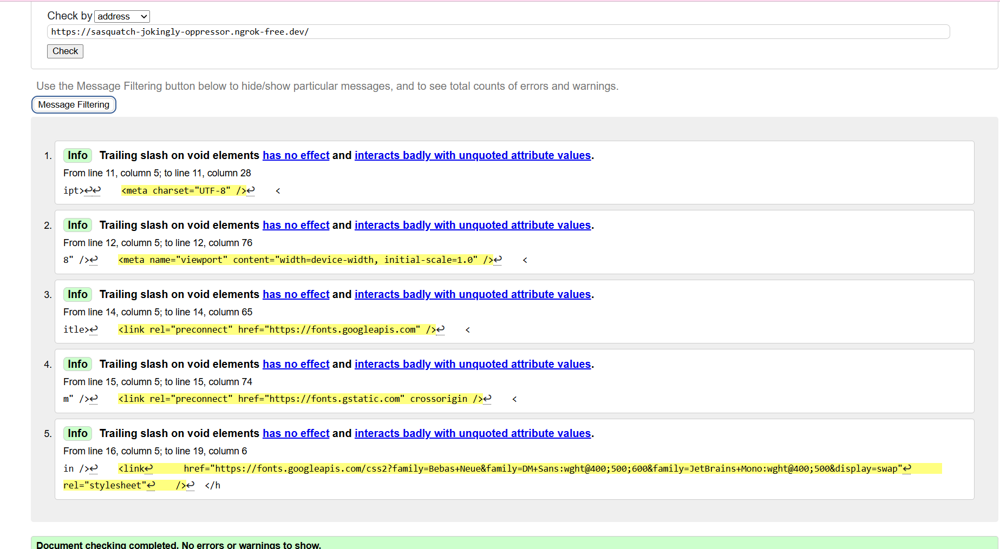 Check by address
https://sasquatch-jokingly-oppressor.ngrok-free.dev/
Check
Use the Message Filtering button below to hide/show particular messages, and to see total counts of errors and warnings.
Message Filtering
1. Info Trailing slash on void elements has no effect and interacts badly with unquoted attribute values.
From line 11, column 5; to line 11, column 28
ipt>↩↩    <meta charset="UTF-8" />↩    <
2. Info Trailing slash on void elements has no effect and interacts badly with unquoted attribute values.
From line 12, column 5; to line 12, column 76
8" />↩    <meta name="viewport" content="width=device-width, initial-scale=1.0" />↩    <
3. Info Trailing slash on void elements has no effect and interacts badly with unquoted attribute values.
From line 14, column 5; to line 14, column 65
itle>↩    <link rel="preconnect" href="https://fonts.googleapis.com" />↩    <
4. Info Trailing slash on void elements has no effect and interacts badly with unquoted attribute values.
From line 15, column 5; to line 15, column 74
m" />↩    <link rel="preconnect" href="https://fonts.gstatic.com" crossorigin />↩    <
5. Info Trailing slash on void elements has no effect and interacts badly with unquoted attribute values.
From line 16, column 5; to line 19, column 6
in />↩    <link↩      href="https://fonts.googleapis.com/css2?family=Bebas+Neue&family=DM+Sans:wght@400;500;600&family=JetBrains+Mono:wght@400;500&display=swap"↩
rel="stylesheet"↩    />↩  </h
Document checking completed. No errors or warnings to show.